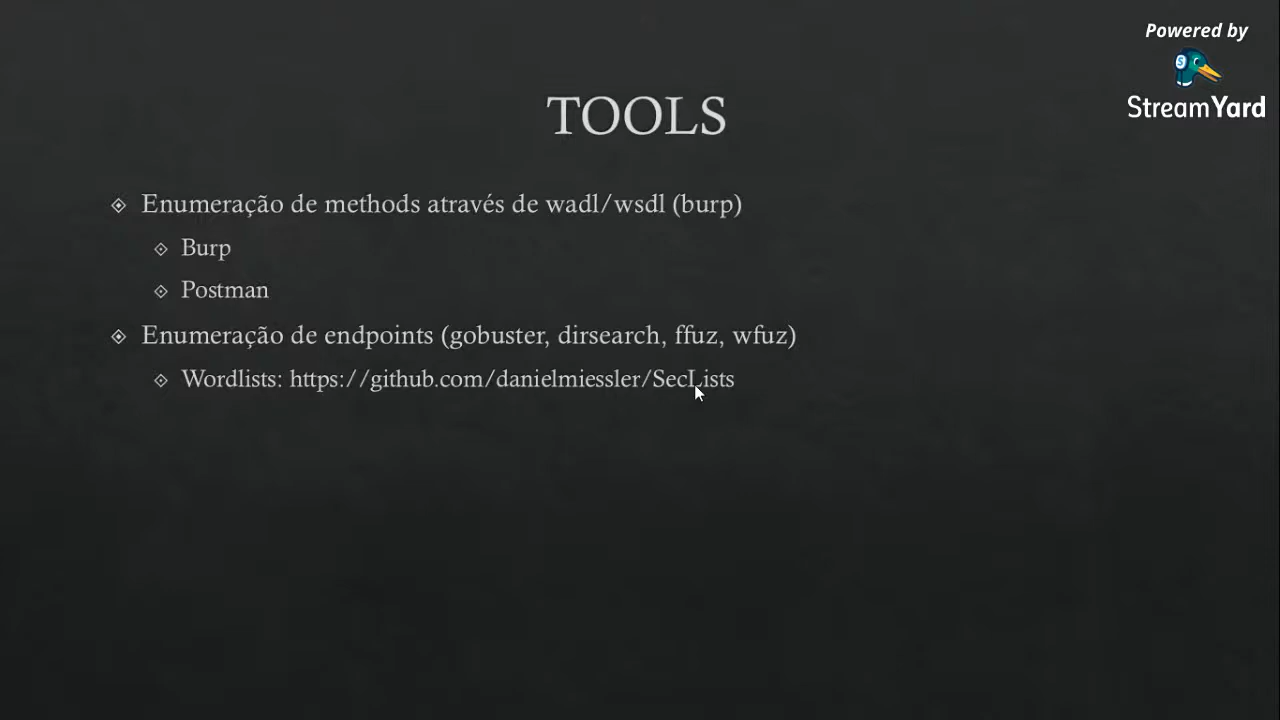 Powered by
StreamYard
TOOLS
Enumeração de methods através de wadl/wsdl (burp)
Burp
Postman
Enumeração de endpoints (gobuster, dirsearch, ffuz, wfuz)
Wordlists: https://github.com/danielmiessler/SecLists